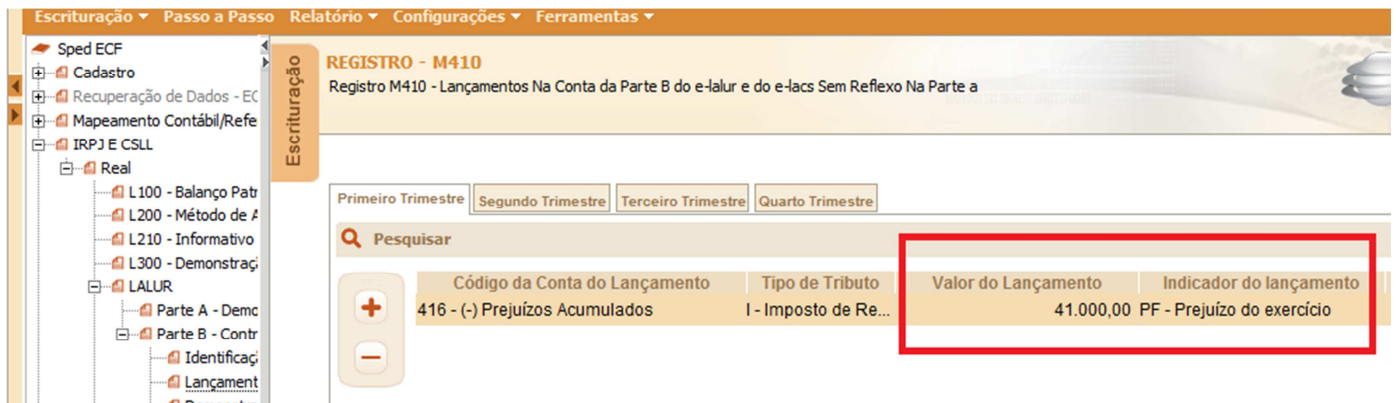 Escrituração Passo a Passo Relatório Configurações Ferramentas
Sped ECF
Cadastro
Recuperação de Dados - EC
Mapeamento Contábil/Refe
IRPJ E CSLL
Real
L100 - Balanço Patr
L200 - Método de A
L210 - Informativo
L300 - Demonstraç
LALUR
Parte A - Demo
Parte B - Contr
Identificaç
Lançament
Escrituração
REGISTRO - M410
Registro M410 - Lançamentos Na Conta da Parte B do e-lalur e do e-lacs Sem Reflexo Na Parte a
Primeiro Trimestre Segundo Trimestre Terceiro Trimestre Quarto Trimestre
Pesquisar
Código da Conta do Lançamento Tipo de Tributo Valor do Lançamento Indicador do lançamento
416 - (-) Prejuízos Acumulados I - Imposto de Re... 41.000,00 PF - Prejuízo do exercício